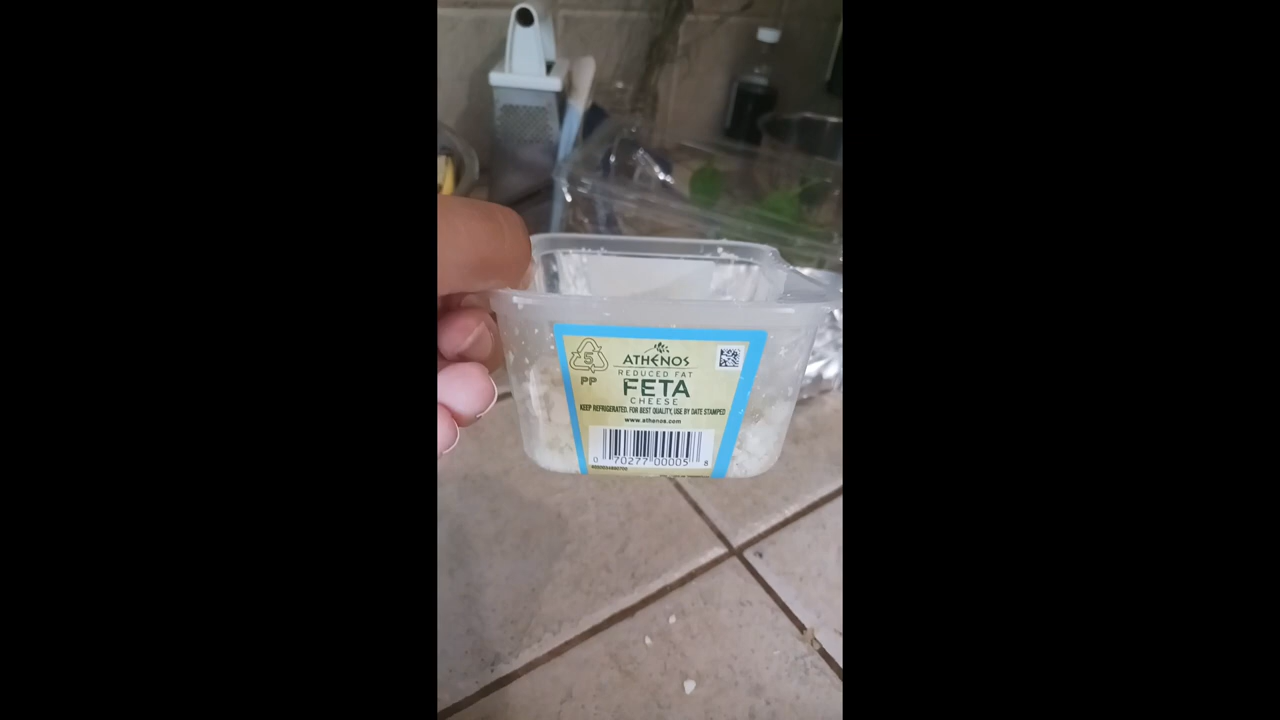 5
PP
ATHENOS
REDUCED FAT
FETA
CHEESE
KEEP REFRIGERATED. FOR BEST QUALITY, USE BY DATE STAMPED
www.athenos.com
0 70277 00005 8